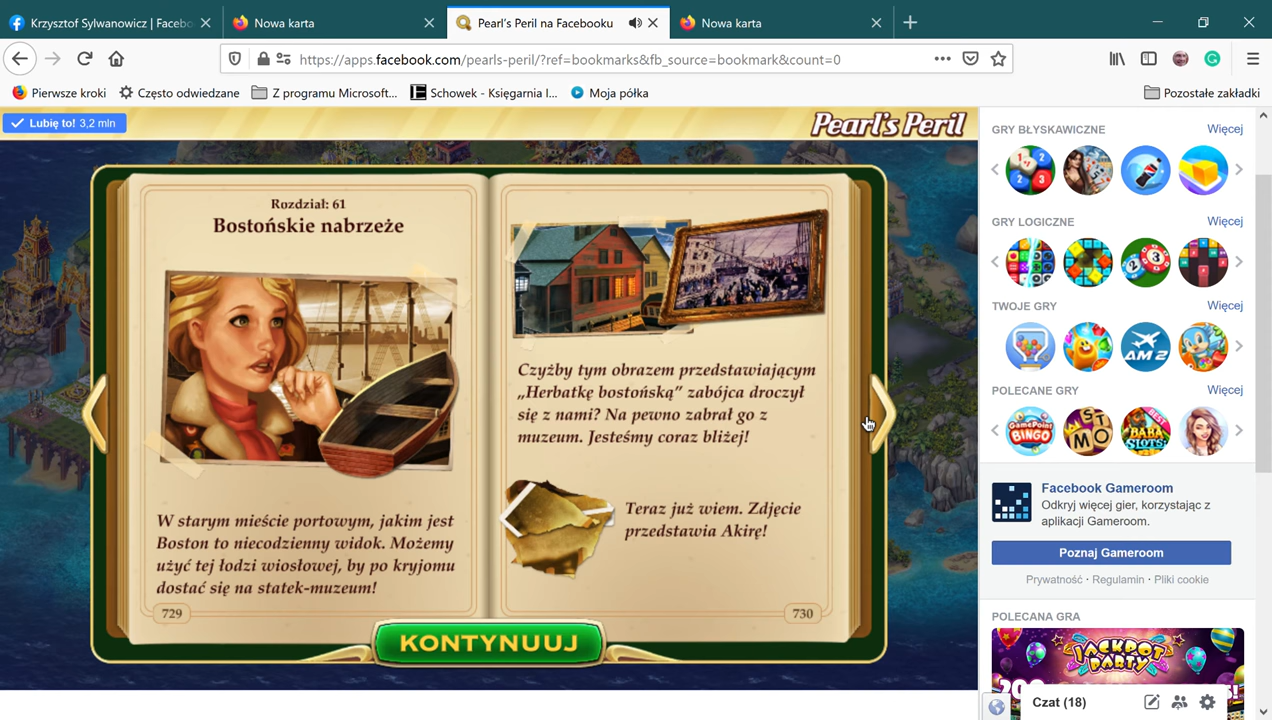 Krzysztof Sylwanowicz | Facebo
Nowa karta
Pearl's Peril na Facebooku
Nowa karta
https://apps.facebook.com/pearls-peril/?ref=bookmarks&fb_source=bookmark&count=0
Pierwsze kroki
Często odwiedzane
Z programu Microsoft...
Schowek - Księgarnia I...
Moja półka
Pozostałe zakładki
Lubię to! 3,2 mln
Pearl's Peril
Rozdział: 61
Bostońskie nabrzeże
W starym mieście portowym, jakim jest
Boston to niecodzienny widok. Możemy
użyć tej łodzi wiosłowej, by po kryjomu
dostać się na statek-muzeum!
729
Czyżby tym obrazem przedstawiającym
„Herbatkę bostońską” zabójca droczył
się z nami? Na pewno zabrał go z
muzeum. Jesteśmy coraz bliżej!
Teraz już wiem. Zdjęcie
przedstawia Akirę!
730
KONTYNUUJ
GRY BŁYSKAWICZNE
Więcej
GRY LOGICZNE
Więcej
TWOJE GRY
Więcej
AM 2
POLECANE GRY
Więcej
GamePoint
BINGO
STMO
BABA
SLOTS
Facebook Gameroom
Odkryj więcej gier, korzystając z
aplikacji Gameroom.
Poznaj Gameroom
Prywatność · Regulamin · Pliki cookie
POLECANA GRA
JACKPOT
PARTY
Czat (18)